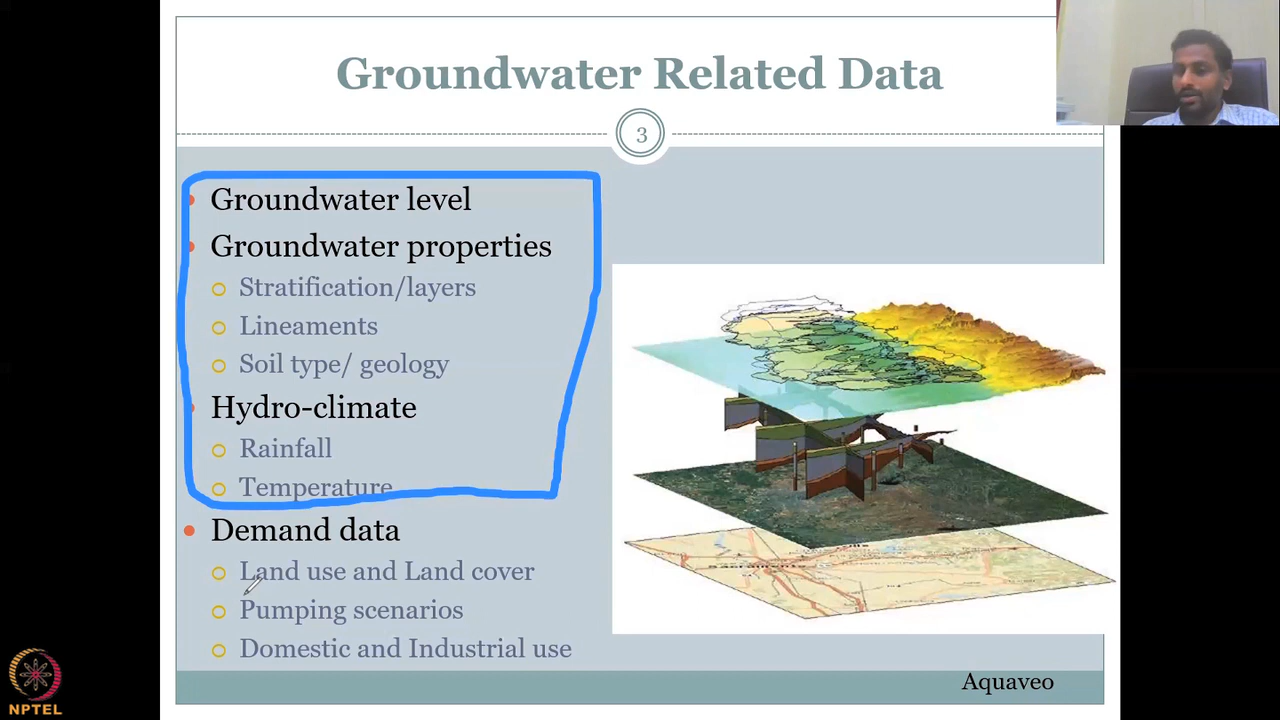 Groundwater Related Data
3
Groundwater level
Groundwater properties
Stratification/layers
Lineaments
Soil type/ geology
Hydro-climate
Rainfall
Temperature
Demand data
Land use and Land cover
Pumping scenarios
Domestic and Industrial use
Aquaveo
NPTEL